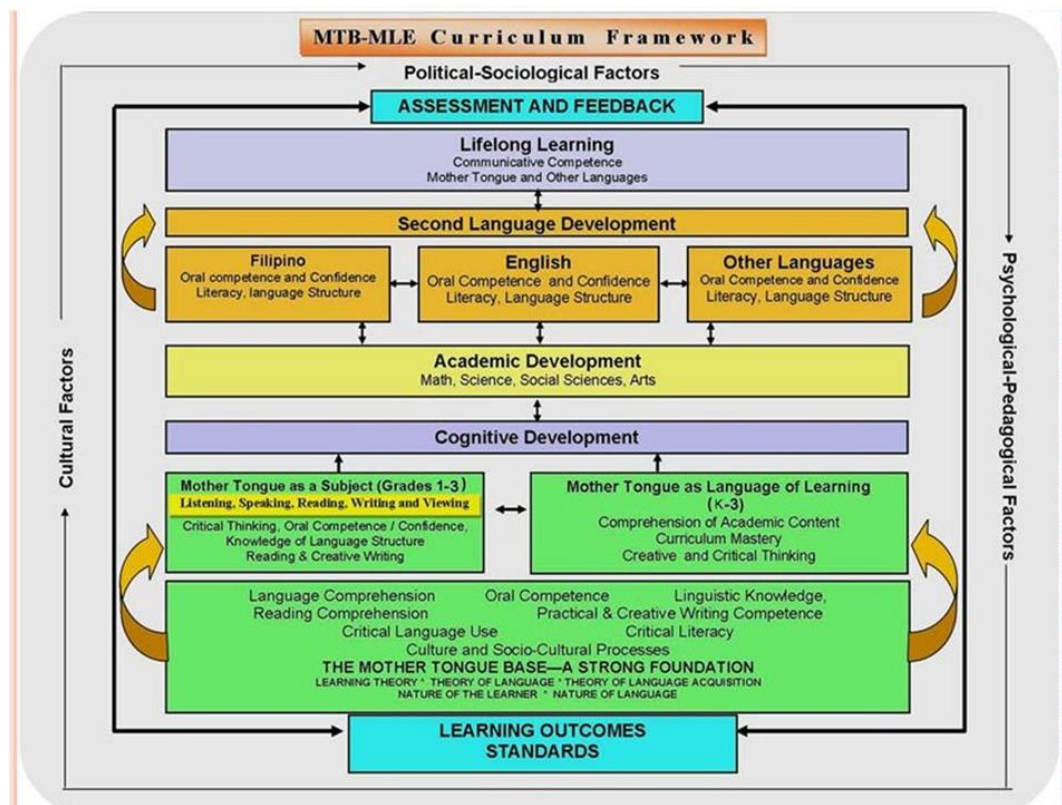 MTB-MLE Curriculum Framework
Political-Sociological Factors
ASSESSMENT AND FEEDBACK
Lifelong Learning
Communicative Competence
Mother Tongue and Other Languages
Second Language Development
Filipino
Oral competence and Confidence
Literacy, language Structure
English
Oral Competence and Confidence
Literacy, Language Structure
Other Languages
Oral Competence and Confidence
Literacy, Language Structure
Academic Development
Math, Science, Social Sciences, Arts
Cognitive Development
Cultural Factors
Psychological-Pedagogical Factors
Mother Tongue as a Subject (Grades 1-3)
Listening, Speaking, Reading, Writing and Viewing
Critical Thinking, Oral Competence / Confidence,
Knowledge of Language Structure
Reading & Creative Writing
Mother Tongue as Language of Learning
(K-3)
Comprehension of Academic Content
Curriculum Mastery
Creative and Critical Thinking
Language Comprehension Oral Competence Linguistic Knowledge,
Reading Comprehension Practical & Creative Writing Competence
Critical Language Use Critical Literacy
Culture and Socio-Cultural Processes
THE MOTHER TONGUE BASE—A STRONG FOUNDATION
LEARNING THEORY * THEORY OF LANGUAGE * THEORY OF LANGUAGE ACQUISITION
NATURE OF THE LEARNER * NATURE OF LANGUAGE
LEARNING OUTCOMES
STANDARDS